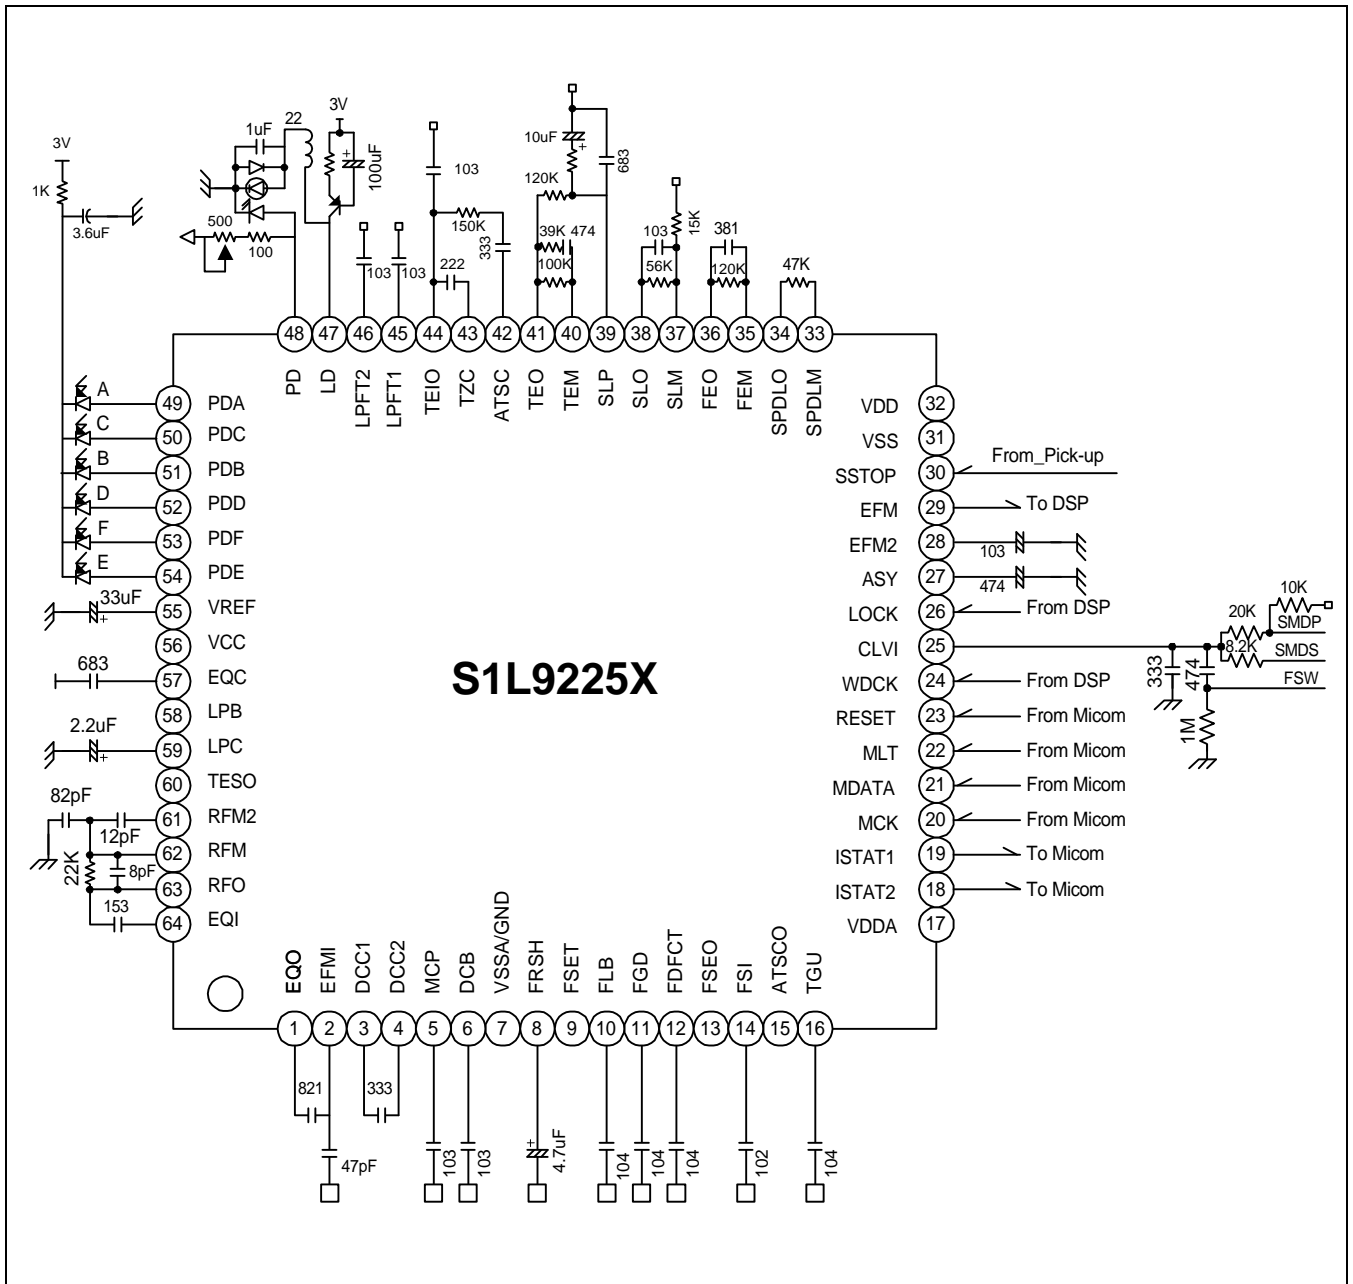 3V
1K
3.6uF
1uF
22
3V
100uF
500
100
103
103
103
150K
333
222
10uF
120K
683
39K 474
100K
103
56K
15K
381
120K
47K
48 47 46 45 44 43 42 41 40 39 38 37 36 35 34 33
PD LD LPFT2 LPFT1 TEIO TZC ATSC TEO TEM SLP SLO SLM FEO FEM SPDLO SPDLM
A 49 PDA
C 50 PDC
B 51 PDB
D 52 PDD
F 53 PDF
E 54 PDE
33uF + 55 VREF
56 VCC
683 57 EQC
58 LPB
2.2uF + 59 LPC
60 TESO
82pF 12pF 61 RFM2
62 RFM
22K 8pF 63 RFO
153 64 EQI
S1L9225X
VDD 32
VSS 31
SSTOP 30 From_Pick-up
EFM 29 To DSP
EFM2 28 103
ASY 27 474
LOCK 26 From DSP
CLVI 25
WDCK 24 From DSP
RESET 23 From Micom
MLT 22 From Micom
MDATA 21 From Micom
MCK 20 From Micom
ISTAT1 19 To Micom
ISTAT2 18 To Micom
VDDA 17
10K
20K
SMDP
8.2K
SMDS
333
474
FSW
1M
EQO EFMI DCC1 DCC2 MCP DCB VSSA/GND FRSH FSET FLB FGD FDFCT FSEO FSI ATSCO TGU
1 2 3 4 5 6 7 8 9 10 11 12 13 14 15 16
821
333
47pF
103
103
+
4.7uF
104
104
104
102
104